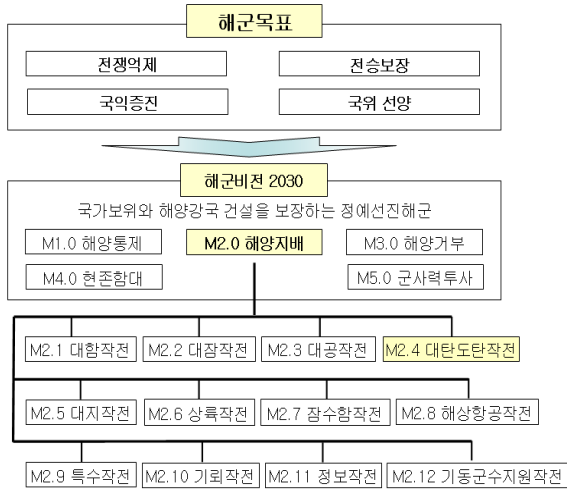 해군목표
전쟁억제 전승보장
국익증진 국위 선양
해군비전 2030
국가보위와 해양강국 건설을 보장하는 정예선진해군
M1.0 해양통제 M2.0 해양지배 M3.0 해양거부
M4.0 현존함대 M5.0 군사력투사
M2.1 대함작전 M2.2 대잠작전 M2.3 대공작전 M2.4 대탄도탄작전
M2.5 대지작전 M2.6 상륙작전 M2.7 잠수함작전 M2.8 해상항공작전
M2.9 특수작전 M2.10 기뢰작전 M2.11 정보작전 M2.12 기동군수지원작전